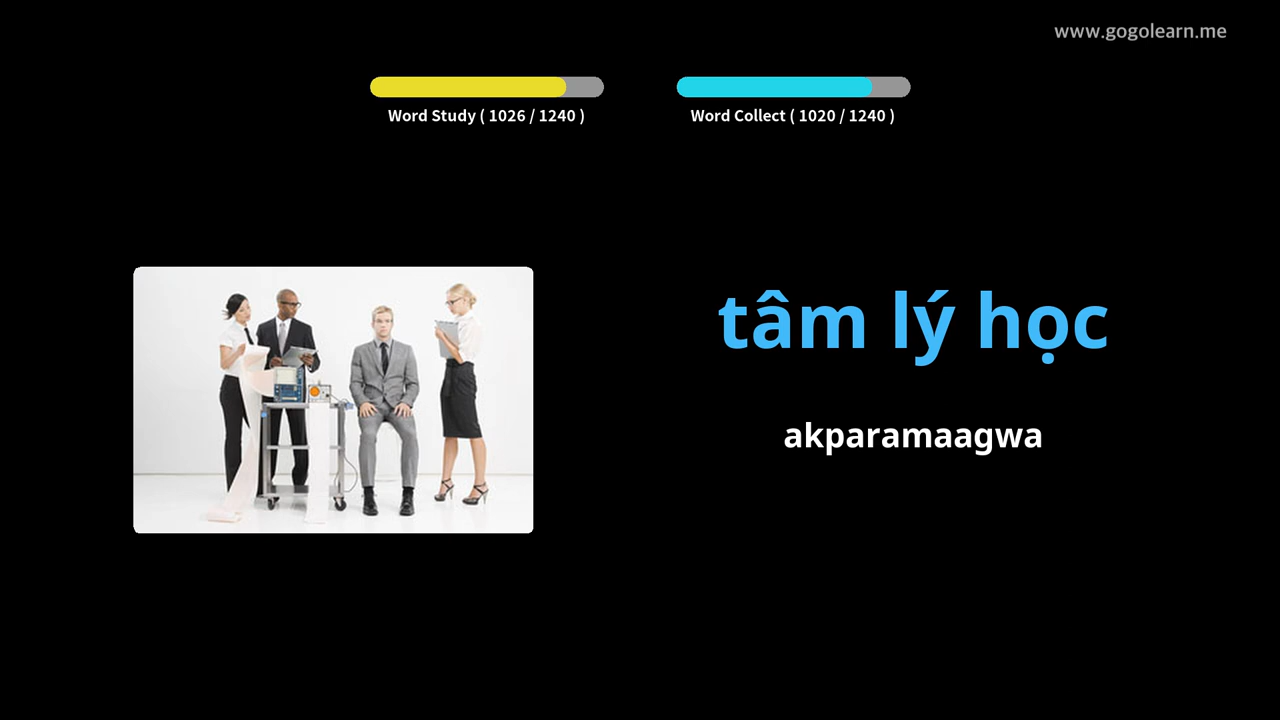 www.gogolearn.me
Word Study ( 1026 / 1240 )
Word Collect ( 1020 / 1240 )
tâm lý học
akparamaagwa